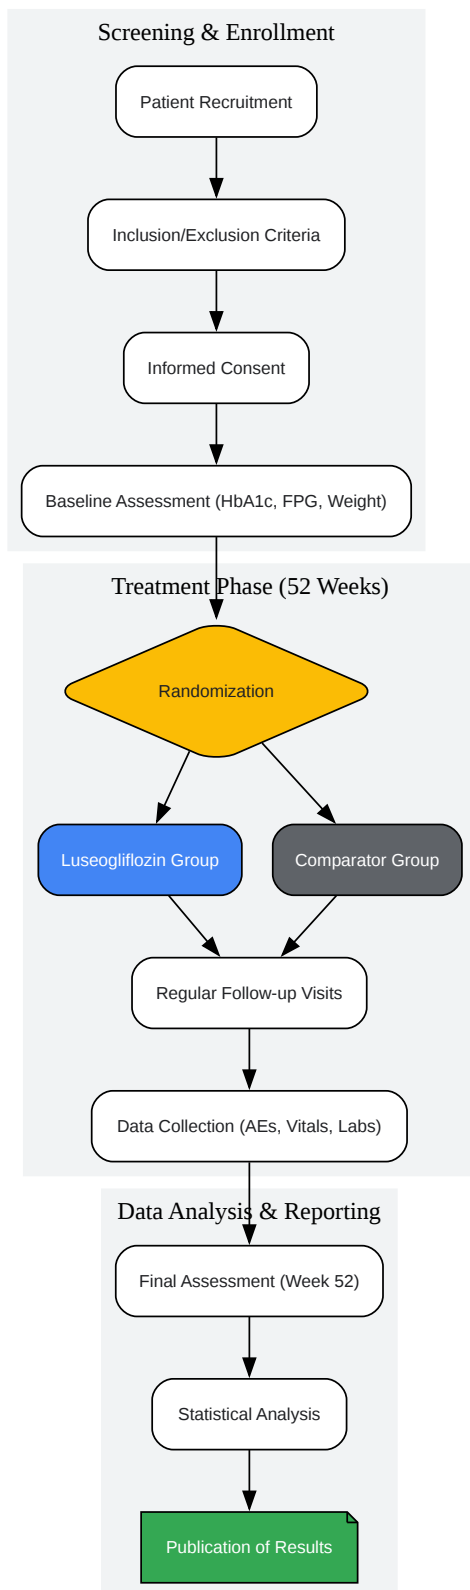 Screening & Enrollment
Patient Recruitment
Inclusion/Exclusion Criteria
Informed Consent
Baseline Assessment (HbA1c, FPG, Weight)
Treatment Phase (52 Weeks)
Randomization
Luseogliflozin Group
Comparator Group
Regular Follow-up Visits
Data Collection (AEs, Vitals, Labs)
Data Analysis & Reporting
Final Assessment (Week 52)
Statistical Analysis
Publication of Results